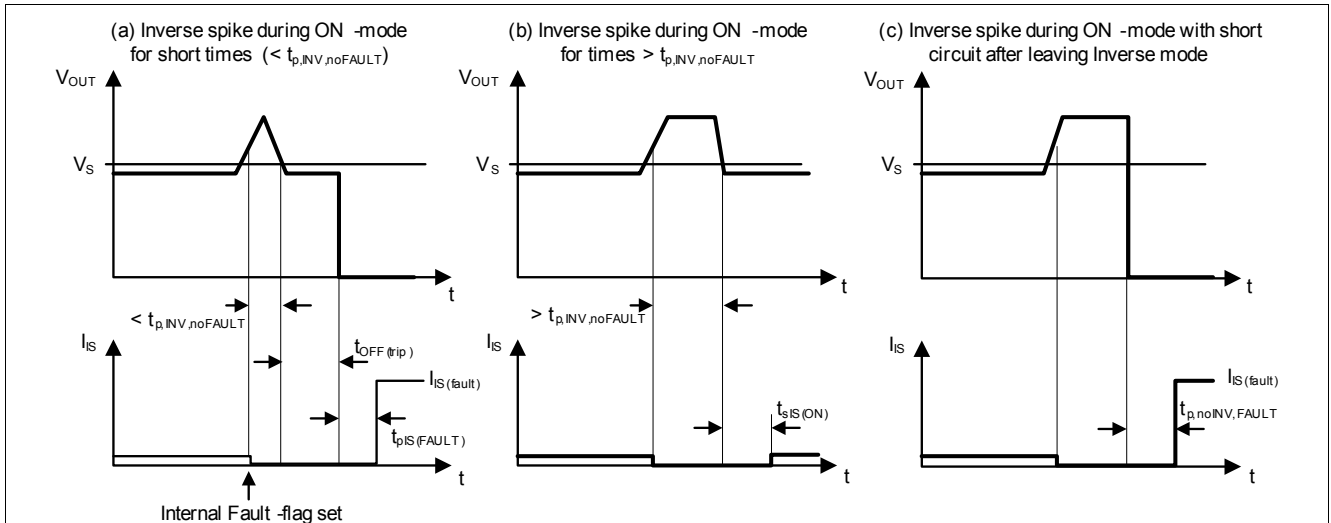 (a) Inverse spike during ON -mode
for short times (< tp,INV,noFAULT)
VOUT
VS
t
< tp,INV,noFAULT
IIS
tOFF(trip)
IIS(fault)
tpIS(FAULT)
t
Internal Fault -flag set
(b) Inverse spike during ON -mode
for times > tp,INV,noFAULT
VOUT
VS
t
> tp,INV,noFAULT
IIS
tsIS(ON)
t
(c) Inverse spike during ON -mode with short
circuit after leaving Inverse mode
VOUT
VS
t
IIS
IIS(fault)
tp,noINV,FAULT
t